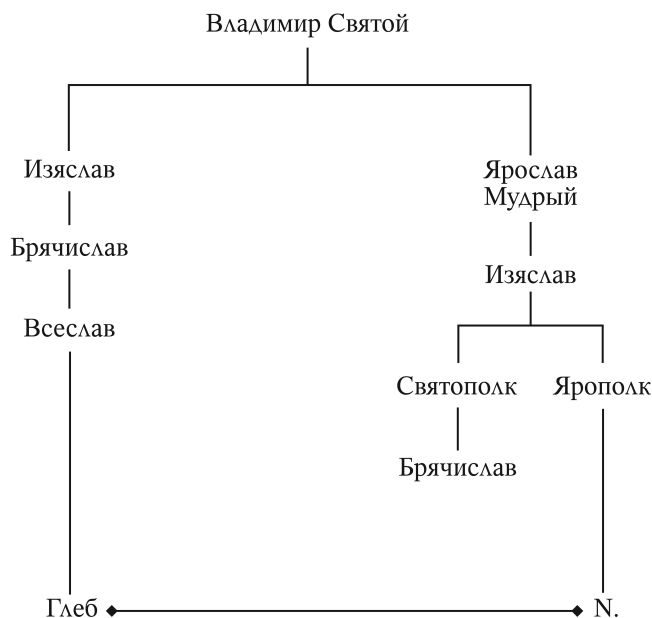 Владимир Святой
Изяслав
Ярослав
Мудрый
Брячислав
Изяслав
Всеслав
Святополк
Ярополк
Брячислав
Глеб
N.